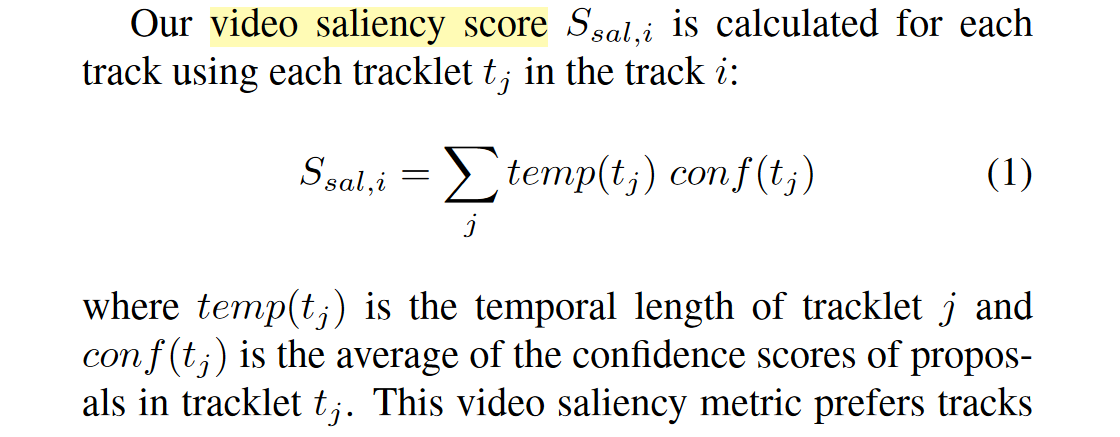 Our video saliency score S_{sal,i} is calculated for each
track using each tracklet t_j in the track i:
S_{sal,i} = \sum_j temp(t_j) conf(t_j) (1)
where temp(t_j) is the temporal length of tracklet j and
conf(t_j) is the average of the confidence scores of propos-
als in tracklet t_j. This video saliency metric prefers tracks